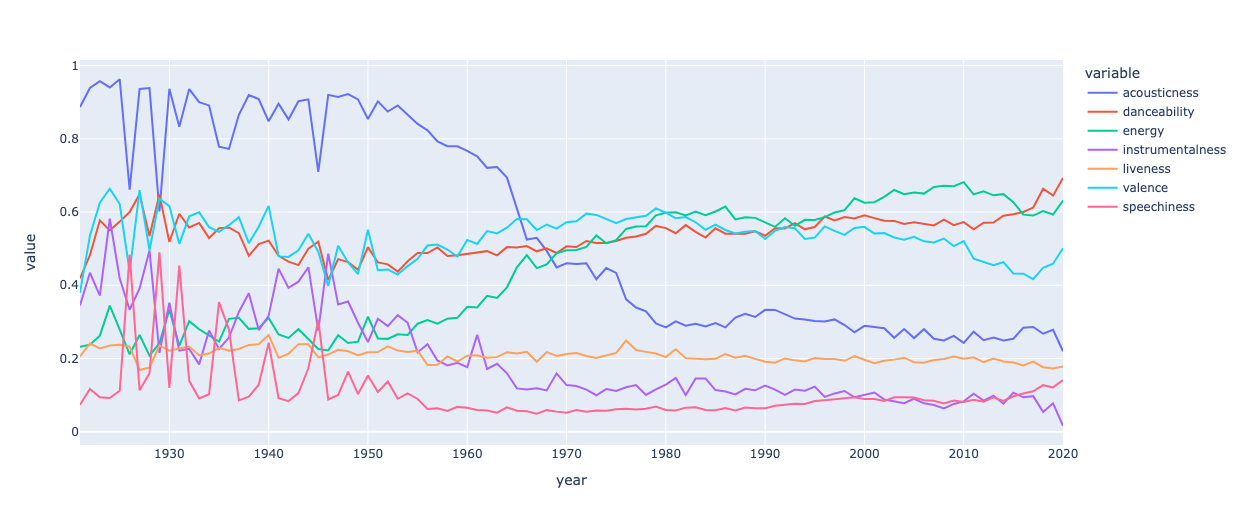 variable
acousticness
danceability
energy
instrumentalness
liveness
valence
speechiness
value
1
0.8
0.6
0.4
0.2
0
1930 1940 1950 1960 1970 1980 1990 2000 2010 2020
year